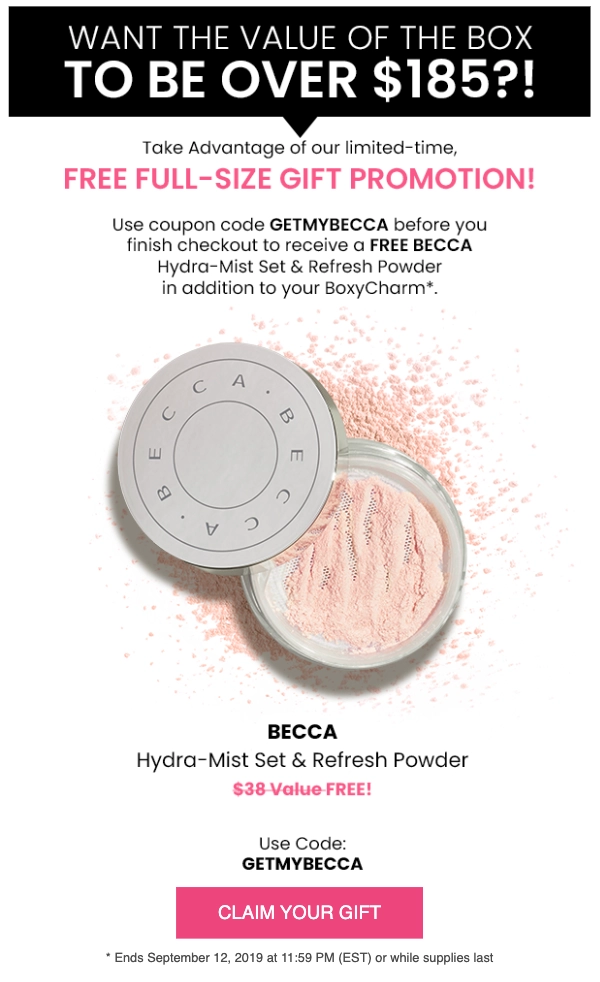 WANT THE VALUE OF THE BOX
TO BE OVER $185?!
Take Advantage of our limited-time,
FREE FULL-SIZE GIFT PROMOTION!
Use coupon code GETMYBECCA before you
finish checkout to receive a FREE BECCA
Hydra-Mist Set & Refresh Powder
in addition to your BoxyCharm*.
BECCA · BECCA ·
BECCA
Hydra-Mist Set & Refresh Powder
$38 Value FREE!
Use Code:
GETMYBECCA
CLAIM YOUR GIFT
* Ends September 12, 2019 at 11:59 PM (EST) or while supplies last